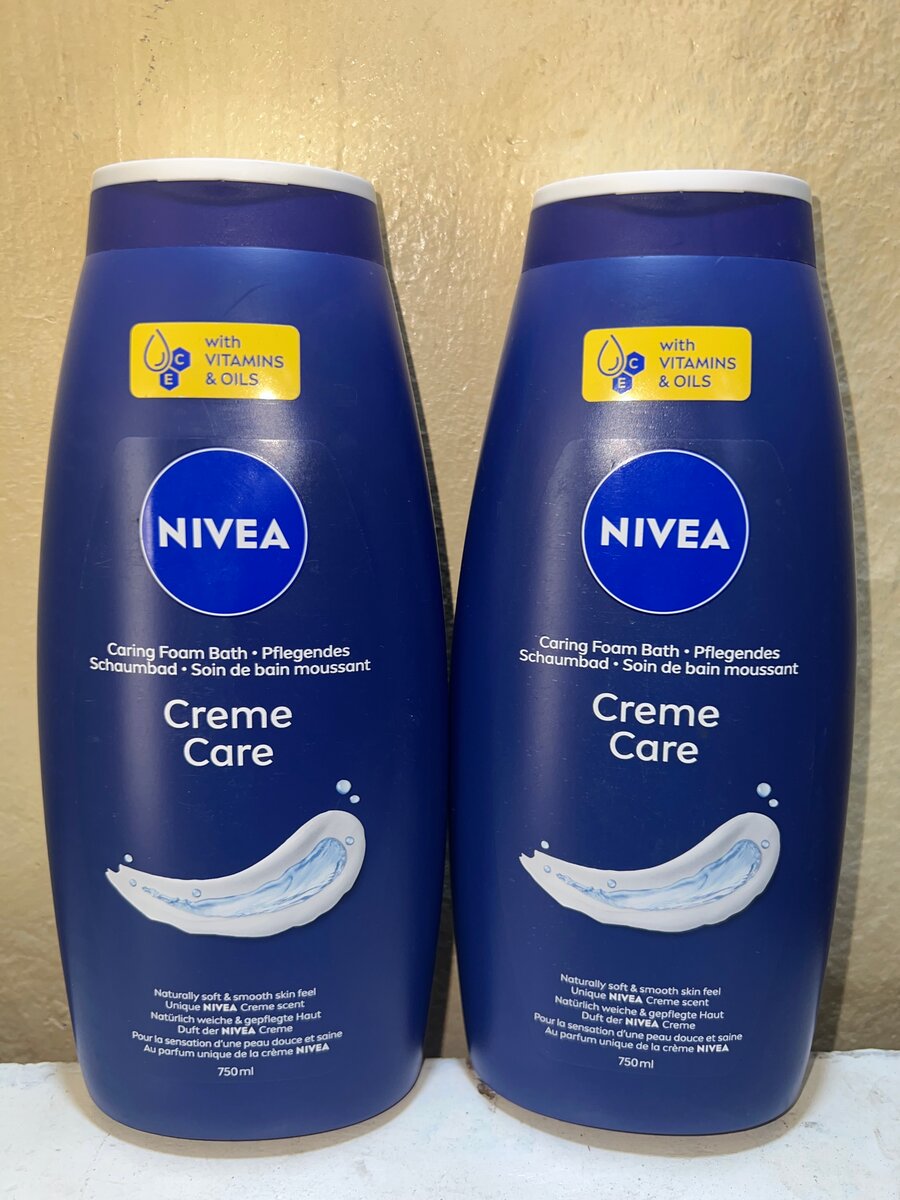 with
VITAMINS
& OILS
C
E
NIVEA
Caring Foam Bath • Pflegendes
Schaumbad • Soin de bain moussant
Creme
Care
Naturally soft & smooth skin feel
Unique NIVEA Creme scent
Natürlich weiche & gepflegte Haut
Duft der NIVEA Creme
Pour la sensation d'une peau douce et saine
Au parfum unique de la crème NIVEA
750 ml
with
VITAMINS
& OILS
C
E
NIVEA
Caring Foam Bath • Pflegendes
Schaumbad • Soin de bain moussant
Creme
Care
Naturally soft & smooth skin feel
Unique NIVEA Creme scent
Natürlich weiche & gepflegte Haut
Duft der NIVEA Creme
Pour la sensation d'une peau douce et saine
Au parfum unique de la crème NIVEA
750 ml